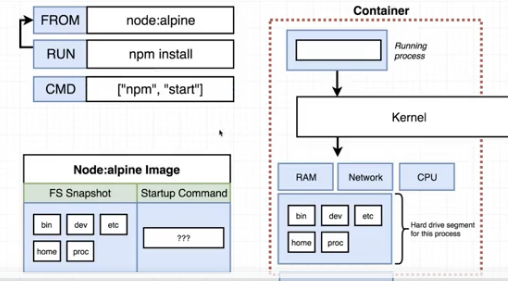 FROM node:alpine
RUN npm install
CMD ["npm", "start"]
Node:alpine Image
FS Snapshot Startup Command
bin dev etc
home proc
???
Container
Running
process
Kernel
RAM Network CPU
bin dev etc
home proc
Hard drive segment
for this process